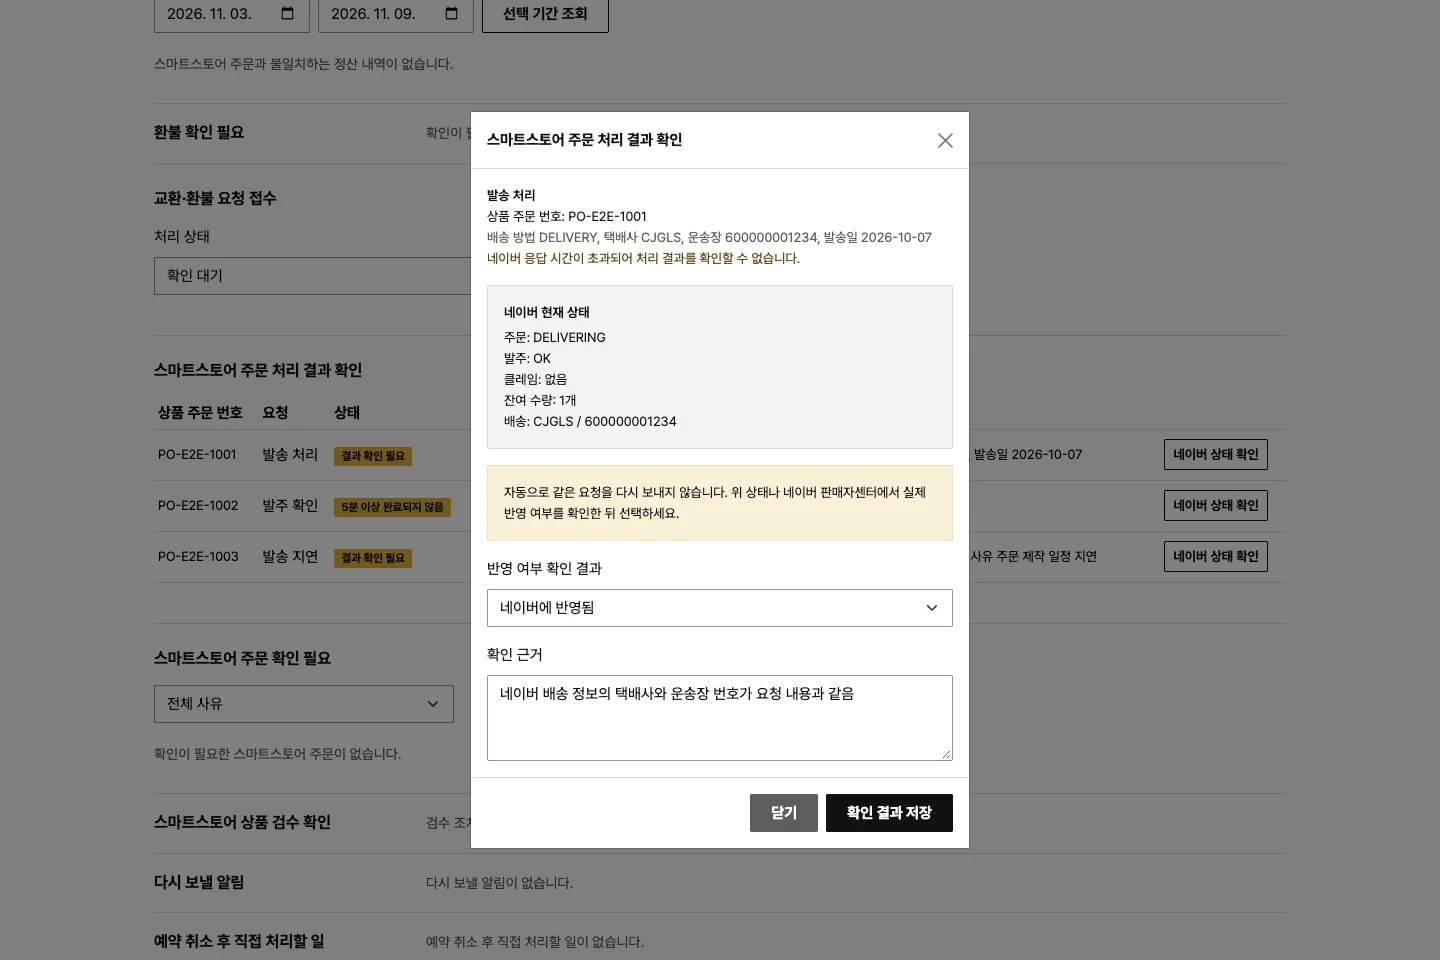 2026. 11. 03.
2026. 11. 09.
선택 기간 조회
스마트스토어 주문과 불일치하는 정산 내역이 없습니다.
환불 확인 필요
확인이
교환·환불 요청 접수
처리 상태
확인 대기
스마트스토어 주문 처리 결과 확인
상품 주문 번호 요청 상태
PO-E2E-1001 발송 처리 결과 확인 필요 , 발송일 2026-10-07 네이버 상태 확인
PO-E2E-1002 발주 확인 5분 이상 완료되지 않음 네이버 상태 확인
PO-E2E-1003 발송 지연 결과 확인 필요 사유 주문 제작 일정 지연 네이버 상태 확인
스마트스토어 주문 확인 필요
전체 사유
확인이 필요한 스마트스토어 주문이 없습니다.
스마트스토어 상품 검수 확인
검수
다시 보낼 알림
다시 보낼 알림이 없습니다.
예약 취소 후 직접 처리할 일
예약 취소 후 직접 처리할 일이 없습니다.
스마트스토어 주문 처리 결과 확인
발송 처리
상품 주문 번호: PO-E2E-1001
배송 방법 DELIVERY, 택배사 CJGLS, 운송장 600000001234, 발송일 2026-10-07
네이버 응답 시간이 초과되어 처리 결과를 확인할 수 없습니다.
네이버 현재 상태
주문: DELIVERING
발주: OK
클레임: 없음
잔여 수량: 1개
배송: CJGLS / 600000001234
자동으로 같은 요청을 다시 보내지 않습니다. 위 상태나 네이버 판매자센터에서 실제
반영 여부를 확인한 뒤 선택하세요.
반영 여부 확인 결과
네이버에 반영됨
확인 근거
네이버 배송 정보의 택배사와 운송장 번호가 요청 내용과 같음
닫기
확인 결과 저장